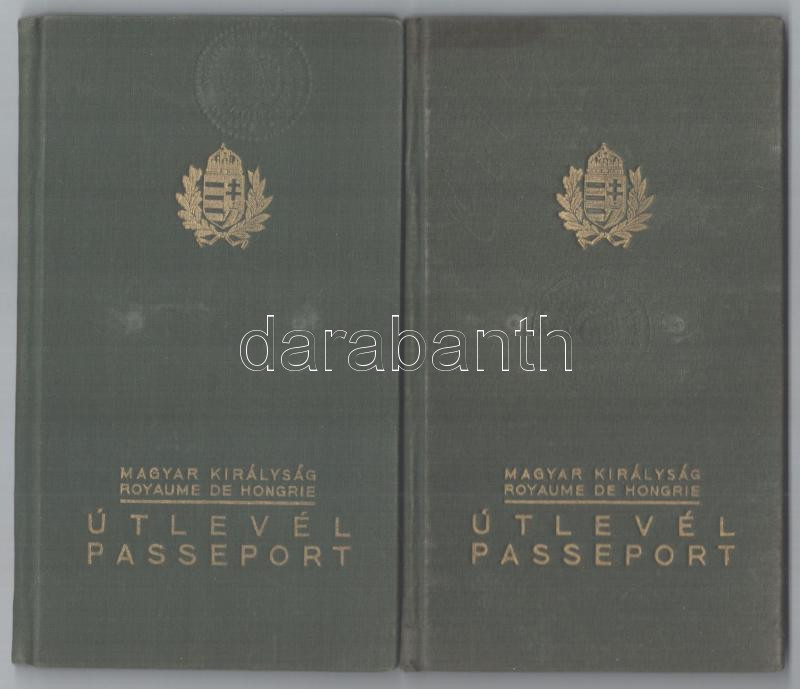 darabanth
MAGYAR KIRÁLYSÁG
ROYAUME DE HONGRIE
ÚTLEVÉL
PASSEPORT
MAGYAR KIRÁLYSÁG
ROYAUME DE HONGRIE
ÚTLEVÉL
PASSEPORT